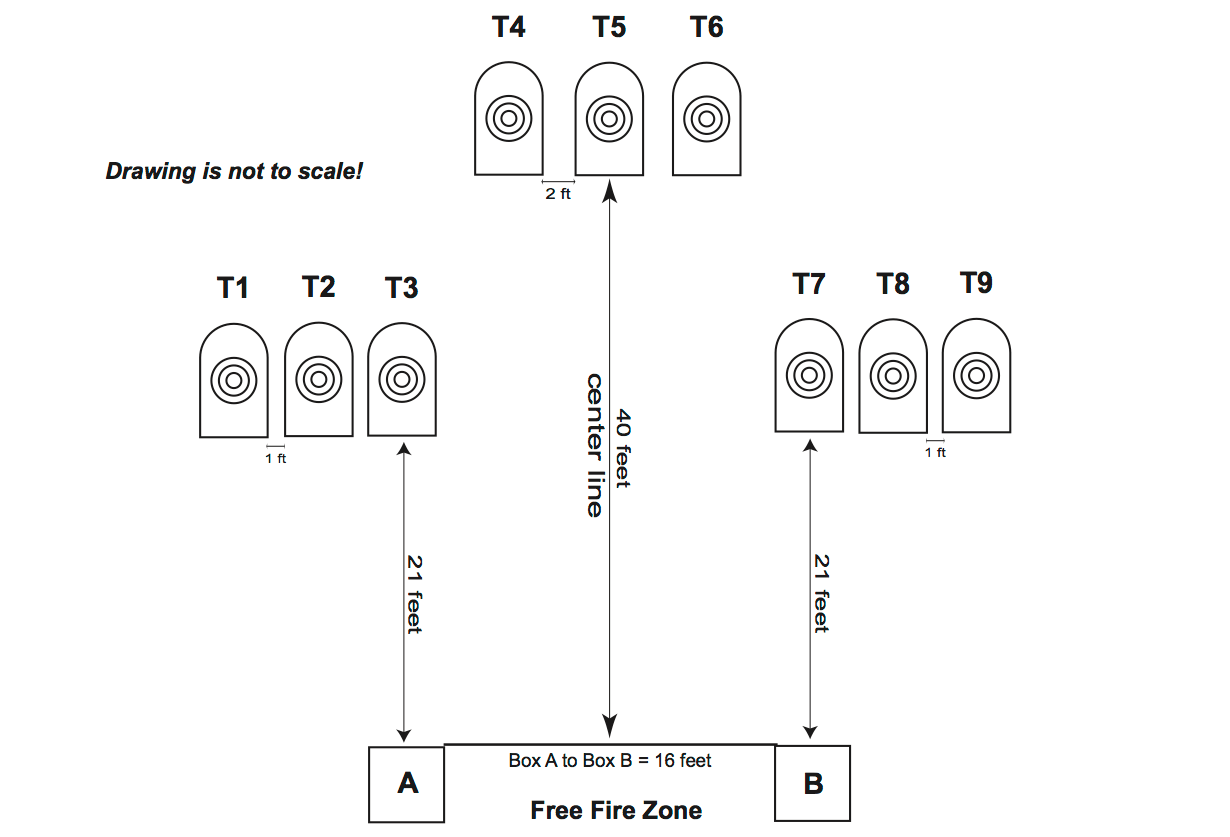 T4 T5 T6
Drawing is not to scale!
2 ft
T1 T2 T3
T7 T8 T9
center line
40 feet
1 ft
1 ft
21 feet
21 feet
A
Box A to Box B = 16 feet
B
Free Fire Zone